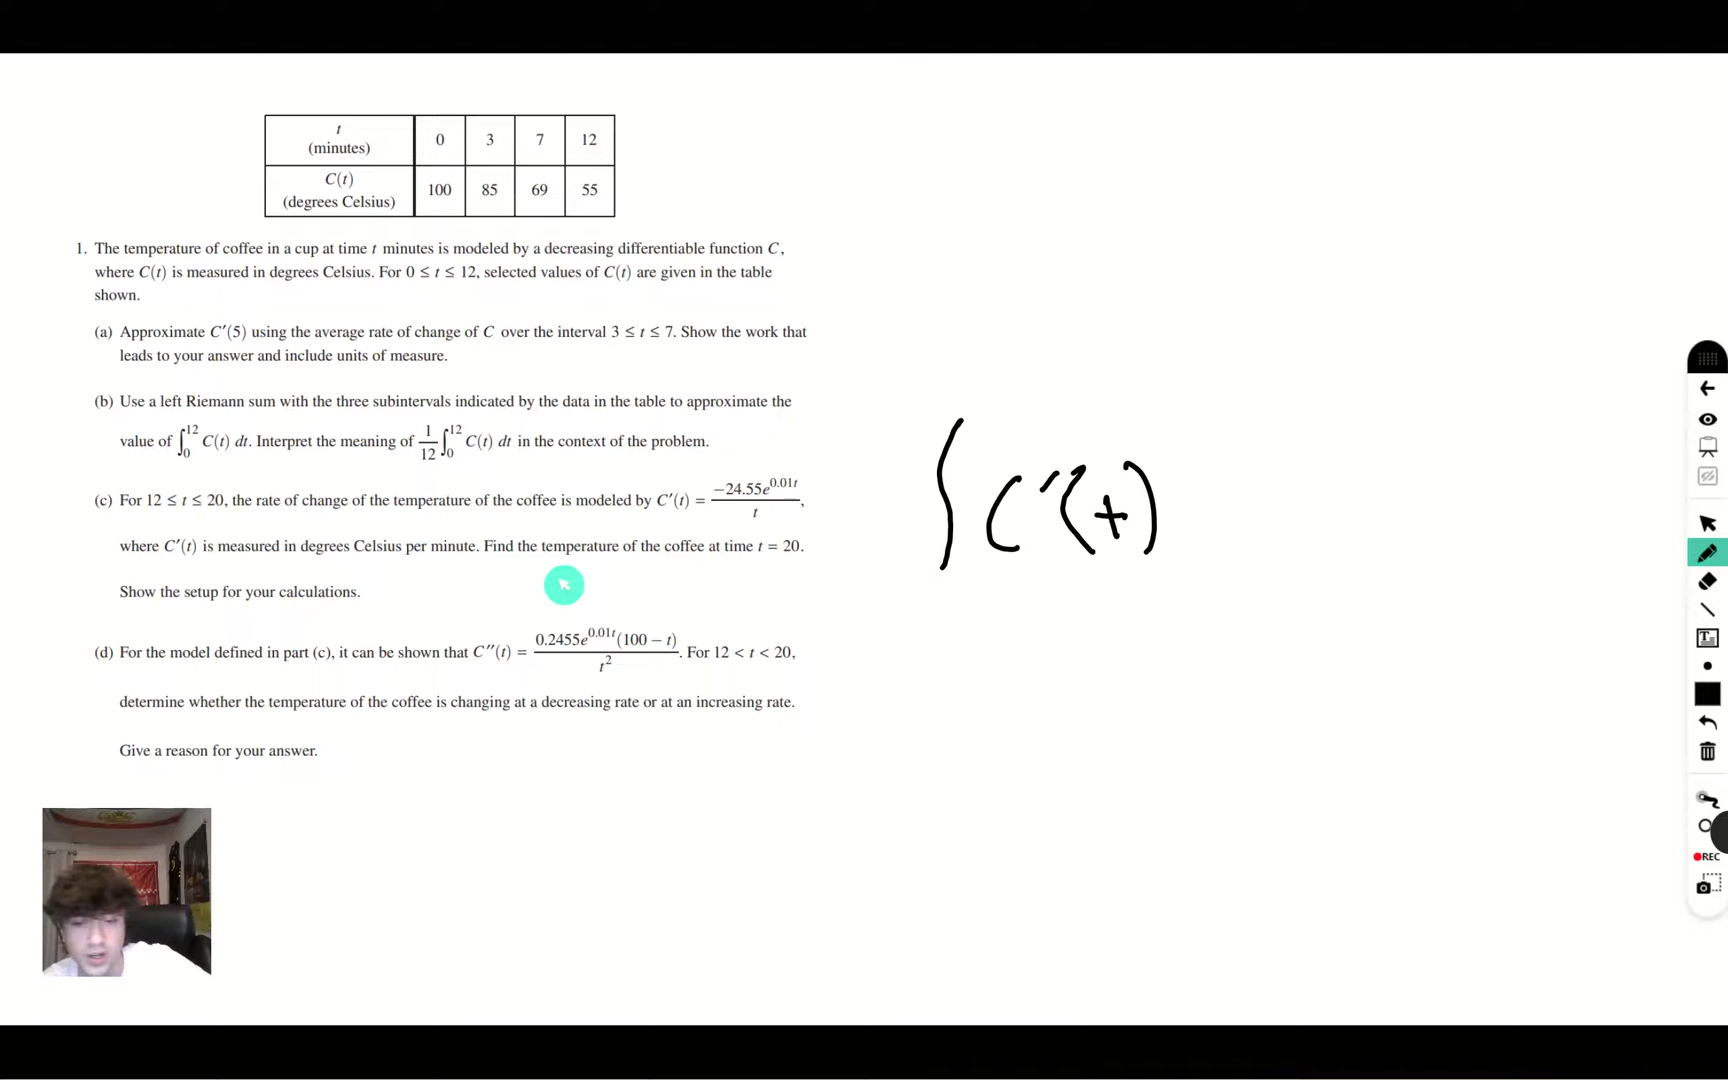 t
(minutes) 0 3 7 12
C(t)
(degrees Celsius) 100 85 69 55
1. The temperature of coffee in a cup at time t minutes is modeled by a decreasing differentiable function C,
where C(t) is measured in degrees Celsius. For 0 ≤ t ≤ 12, selected values of C(t) are given in the table
shown.
(a) Approximate C′(5) using the average rate of change of C over the interval 3 ≤ t ≤ 7. Show the work that
leads to your answer and include units of measure.
(b) Use a left Riemann sum with the three subintervals indicated by the data in the table to approximate the
value of ∫₀¹² C(t) dt. Interpret the meaning of 1/12 ∫₀¹² C(t) dt in the context of the problem.
(c) For 12 ≤ t ≤ 20, the rate of change of the temperature of the coffee is modeled by C′(t) = −24.55e^0.01t / t,
where C′(t) is measured in degrees Celsius per minute. Find the temperature of the coffee at time t = 20.
Show the setup for your calculations.
(d) For the model defined in part (c), it can be shown that C″(t) = 0.2455e^0.01t (100 − t) / t². For 12 < t < 20,
determine whether the temperature of the coffee is changing at a decreasing rate or at an increasing rate.
Give a reason for your answer.
∫ C′(t)
REC